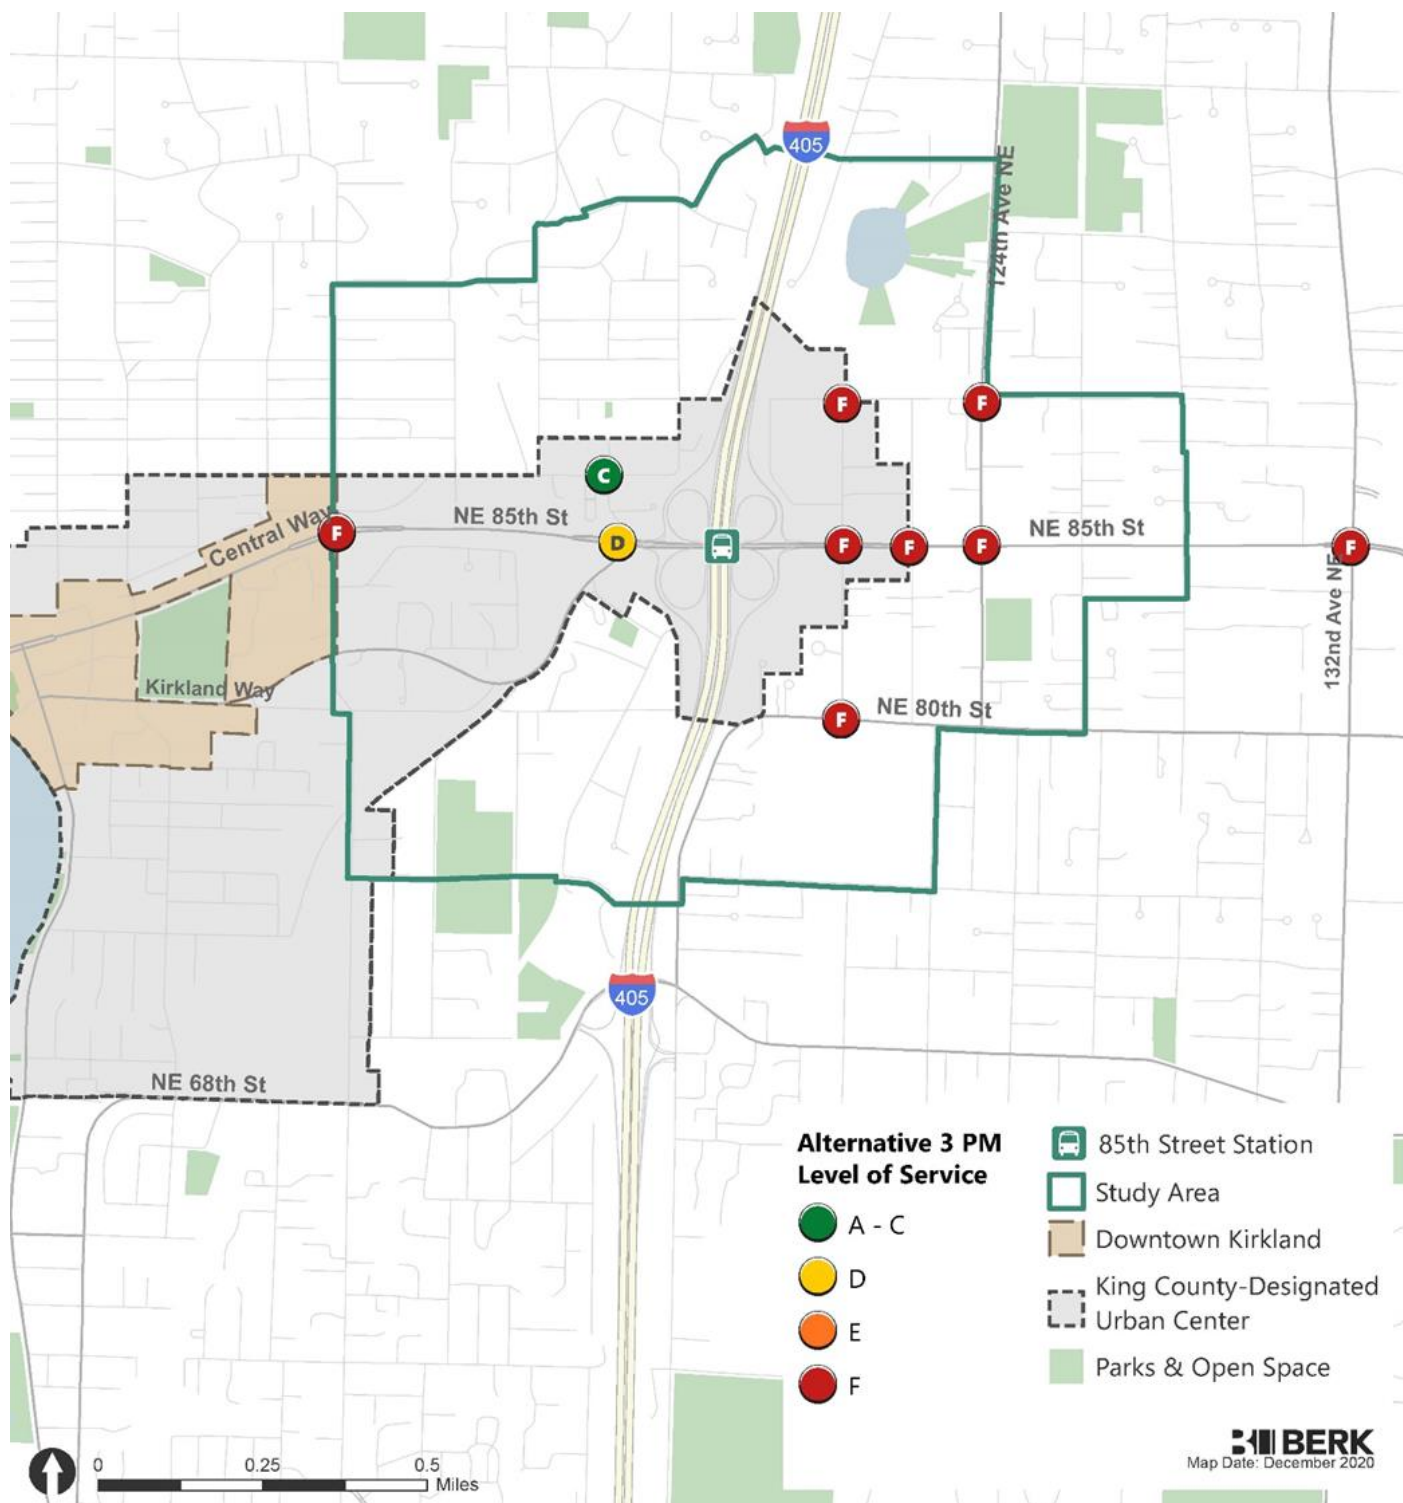 405
124th Ave NE
F
F
C
NE 85th St
Central Way
F
D
F
F
F
NE 85th St
F
132nd Ave NE
Kirkland Way
F
NE 80th St
405
NE 68th St
Alternative 3 PM
Level of Service
A - C
D
E
F
85th Street Station
Study Area
Downtown Kirkland
King County-Designated
Urban Center
Parks & Open Space
BERK
Map Date: December 2020
0 0.25 0.5
Miles